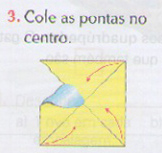 3. Cole as pontas no
centro.